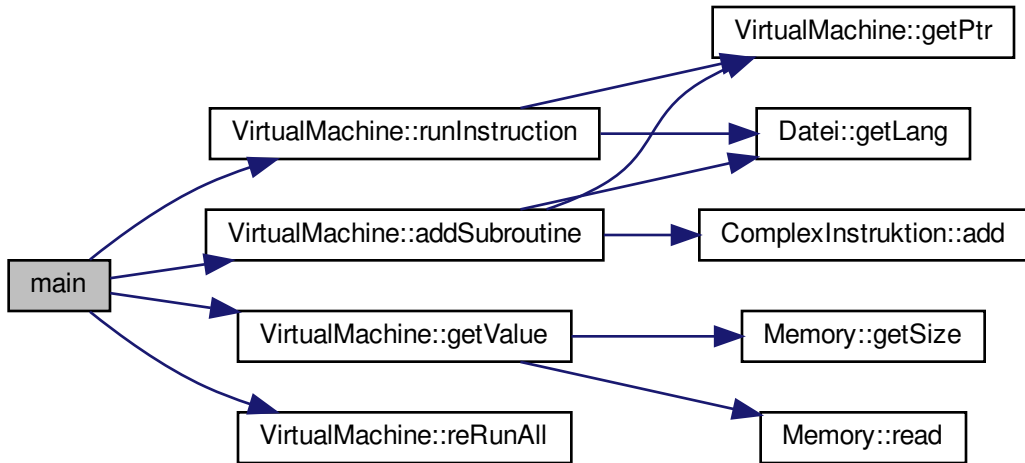 main
VirtualMachine::runInstruction
VirtualMachine::addSubroutine
VirtualMachine::getValue
VirtualMachine::reRunAll
VirtualMachine::getPtr
Datei::getLang
ComplexInstruktion::add
Memory::getSize
Memory::read